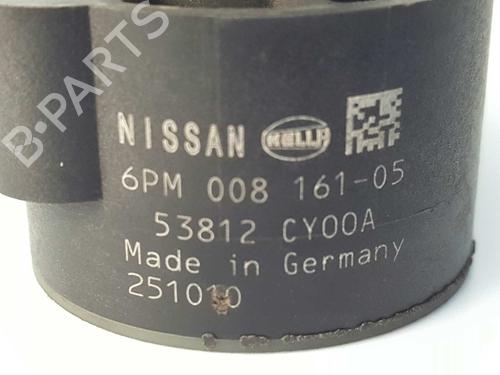 B-PARTS
NISSAN HELLA
6PM 008 161-05
53812 CY00A
Made in Germany
251010